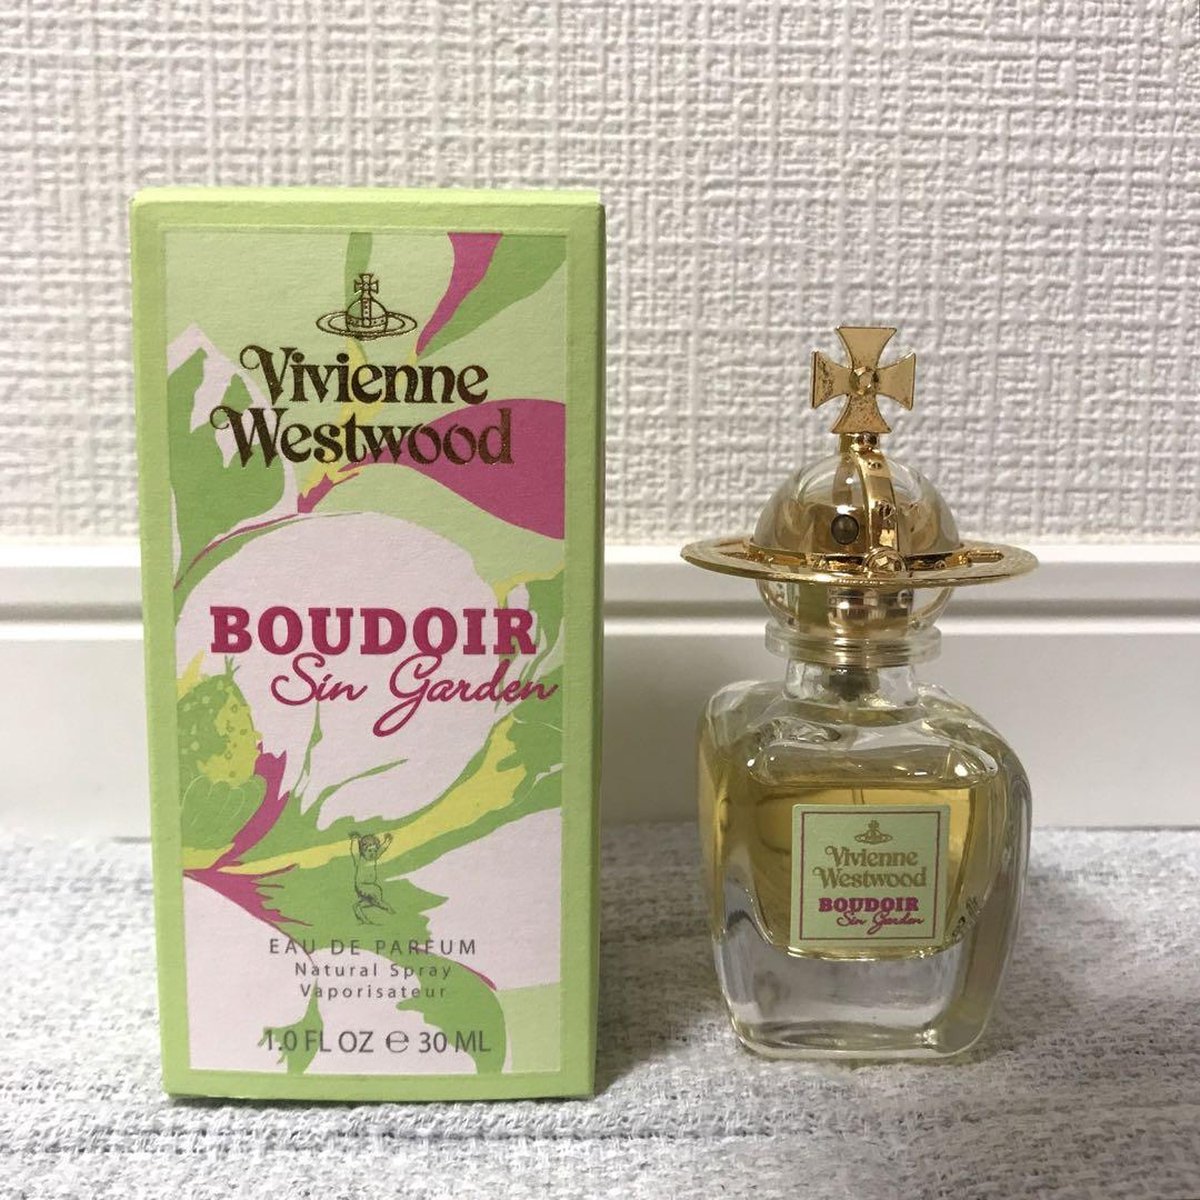 Vivienne
Westwood
BOUDOIR
Sin Garden
EAU DE PARFUM
Natural Spray
Vaporisateur
1.0 FL OZ ℮ 30 ML
Vivienne
Westwood
BOUDOIR
Sin Garden